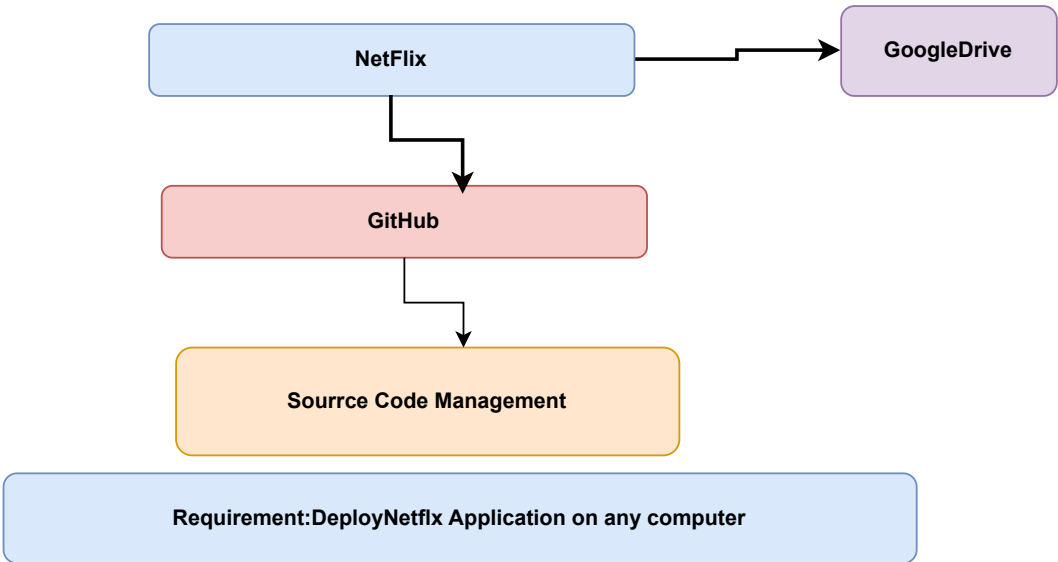 NetFlix
GoogleDrive
GitHub
Sourrce Code Management
Requirement:DeployNetflx Application on any computer